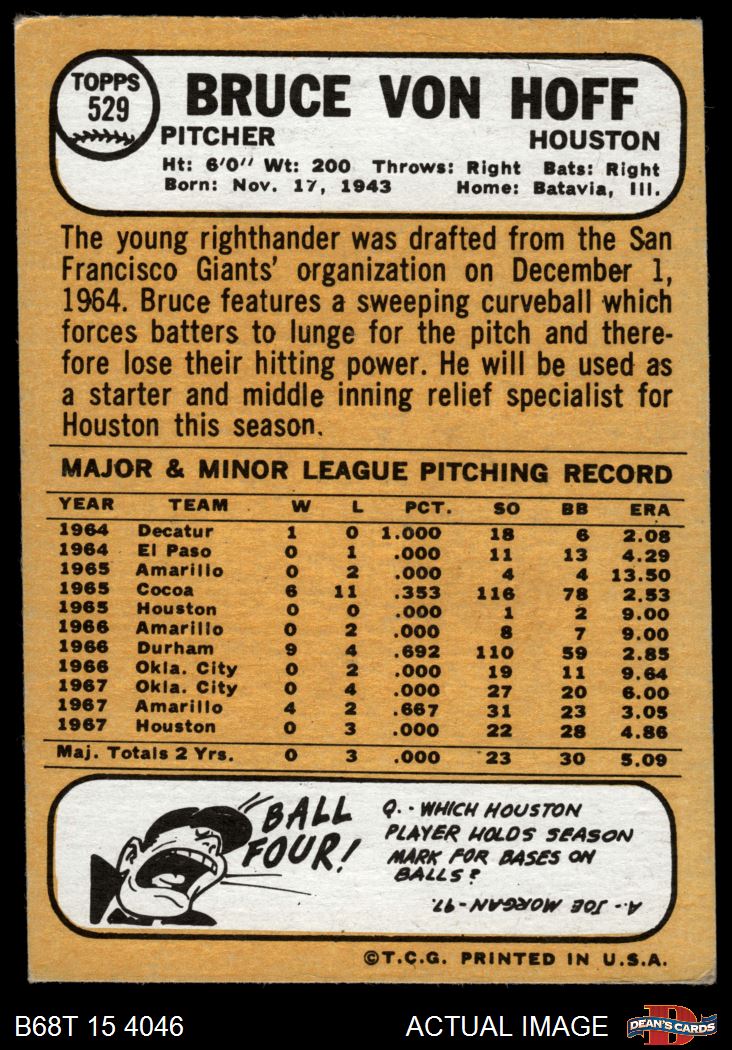 TOPPS
529
BRUCE VON HOFF
PITCHER HOUSTON
Ht: 6'0'' Wt: 200 Throws: Right Bats: Right
Born: Nov. 17, 1943 Home: Batavia, Ill.
The young righthander was drafted from the San
Francisco Giants' organization on December 1,
1964. Bruce features a sweeping curveball which
forces batters to lunge for the pitch and there-
fore lose their hitting power. He will be used as
a starter and middle inning relief specialist for
Houston this season.
MAJOR & MINOR LEAGUE PITCHING RECORD
YEAR TEAM W L PCT. SO BB ERA
1964 Decatur 1 0 1.000 18 6 2.08
1964 El Paso 0 1 .000 11 13 4.29
1965 Amarillo 0 2 .000 4 4 13.50
1965 Cocoa 6 11 .353 116 78 2.53
1965 Houston 0 0 .000 1 2 9.00
1966 Amarillo 0 2 .000 8 7 9.00
1966 Durham 9 4 .692 110 59 2.85
1966 Okla. City 0 2 .000 19 11 9.64
1967 Okla. City 0 4 .000 27 20 6.00
1967 Amarillo 4 2 .667 31 23 3.05
1967 Houston 0 3 .000 22 28 4.86
Maj. Totals 2 Yrs. 0 3 .000 23 30 5.09
BALL
FOUR!
Q.-WHICH HOUSTON
PLAYER HOLDS SEASON
MARK FOR BASES ON
BALLS?
A.- JOE MORGAN -97.
©T.C.G. PRINTED IN U.S.A.
B68T 15 4046 ACTUAL IMAGE
D
DEAN'S CARDS